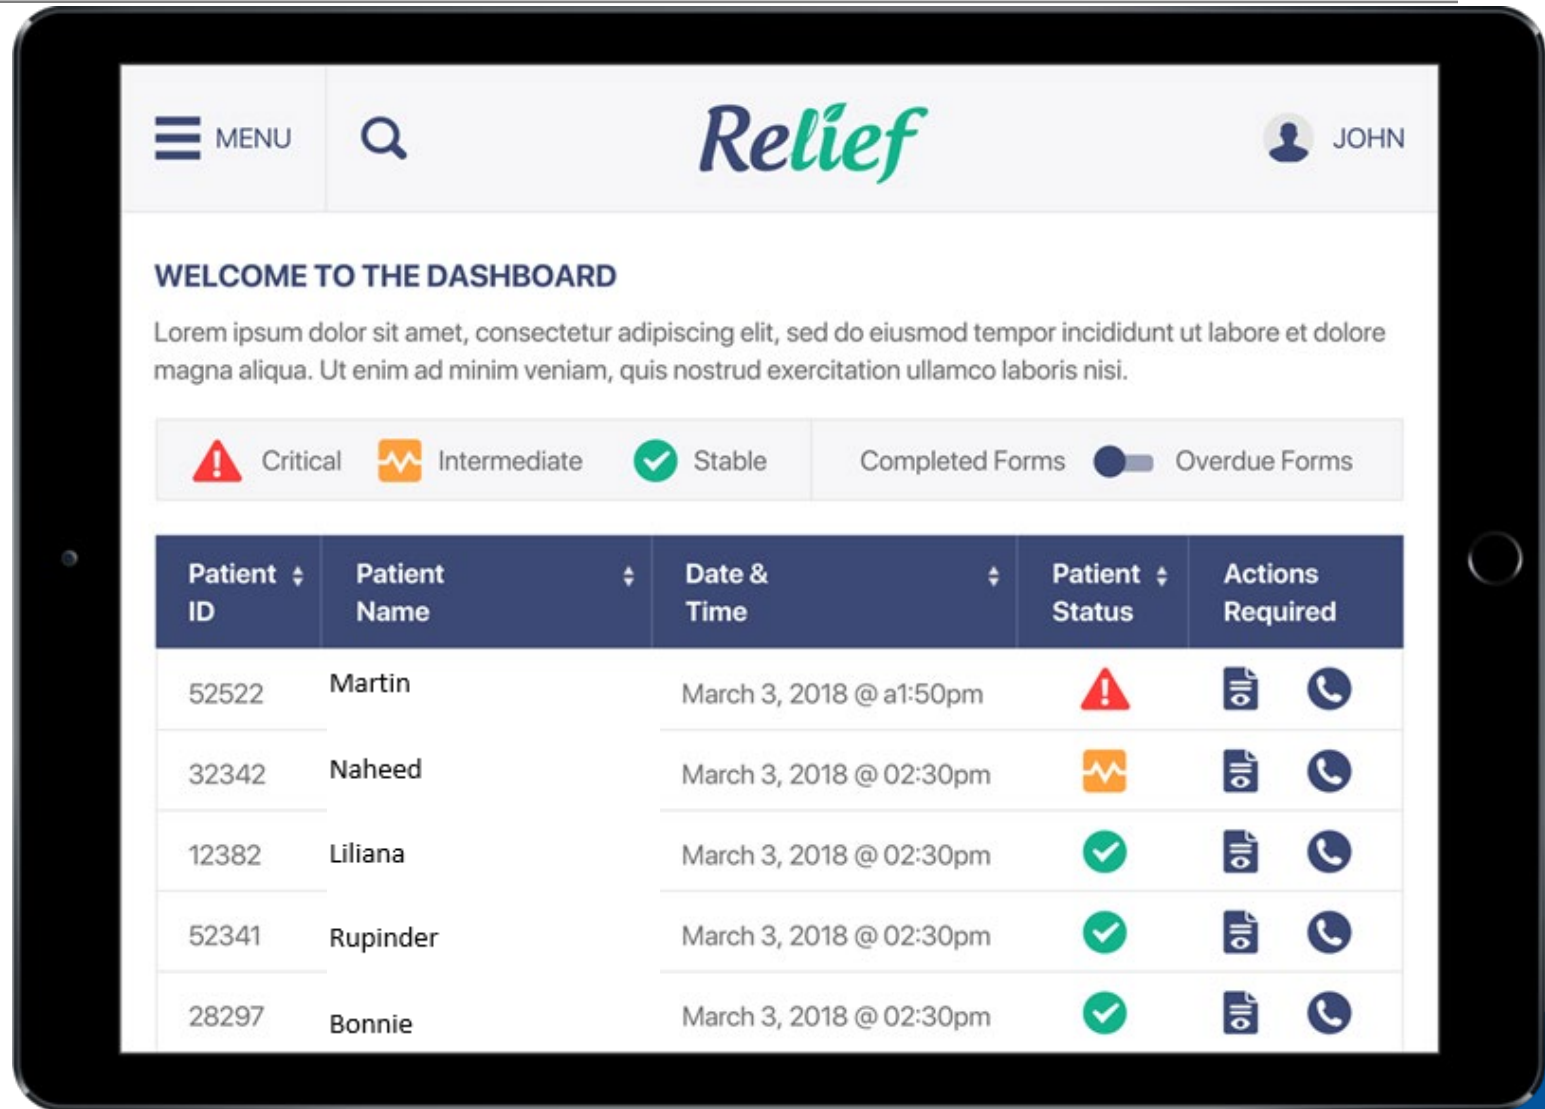 MENU
Relief
JOHN
WELCOME TO THE DASHBOARD
Lorem ipsum dolor sit amet, consectetur adipiscing elit, sed do eiusmod tempor incididunt ut labore et dolore
magna aliqua. Ut enim ad minim veniam, quis nostrud exercitation ullamco laboris nisi.
Critical Intermediate Stable Completed Forms Overdue Forms
Patient ID Patient Name Date & Time Patient Status Actions Required
52522 Martin March 3, 2018 @ a1:50pm
32342 Naheed March 3, 2018 @ 02:30pm
12382 Liliana March 3, 2018 @ 02:30pm
52341 Rupinder March 3, 2018 @ 02:30pm
28297 Bonnie March 3, 2018 @ 02:30pm